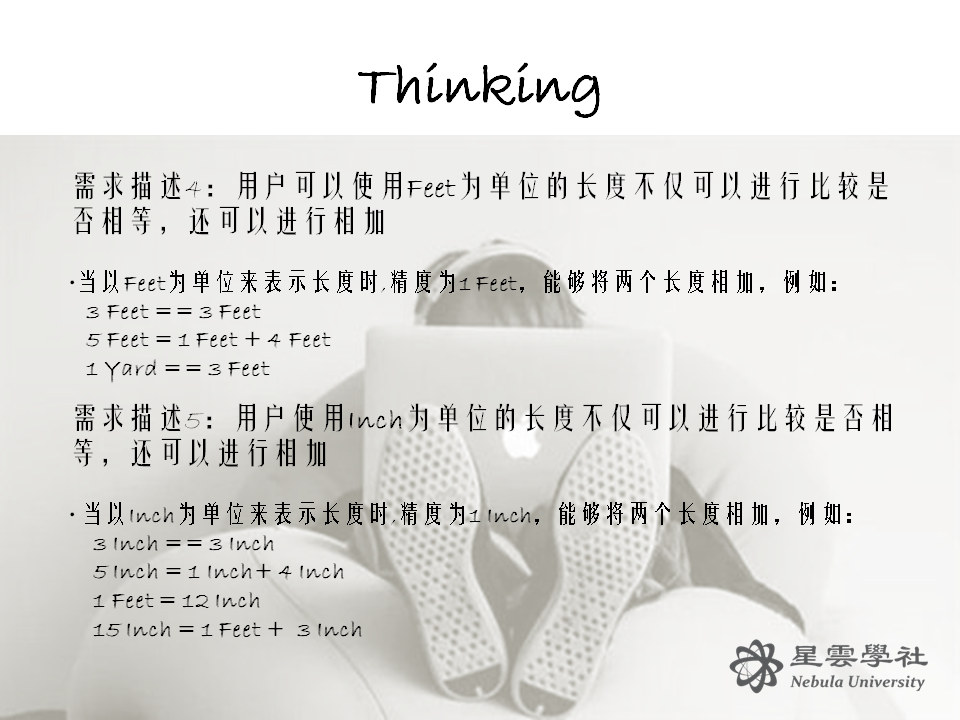 Thinking
需求描述4：用户可以使用Feet为单位的长度不仅可以进行比较是
否相等，还可以进行相加
·当以Feet为单位来表示长度时,精度为1 Feet，能够将两个长度相加，例如：
3 Feet == 3 Feet
5 Feet = 1 Feet + 4 Feet
1 Yard == 3 Feet
需求描述5：用户使用Inch为单位的长度不仅可以进行比较是否相
等，还可以进行相加
· 当以Inch为单位来表示长度时,精度为1 Inch，能够将两个长度相加，例如：
3 Inch == 3 Inch
5 Inch = 1 Inch+ 4 Inch
1 Feet = 12 Inch
15 Inch = 1 Feet + 3 Inch
星雲學社
Nebula University